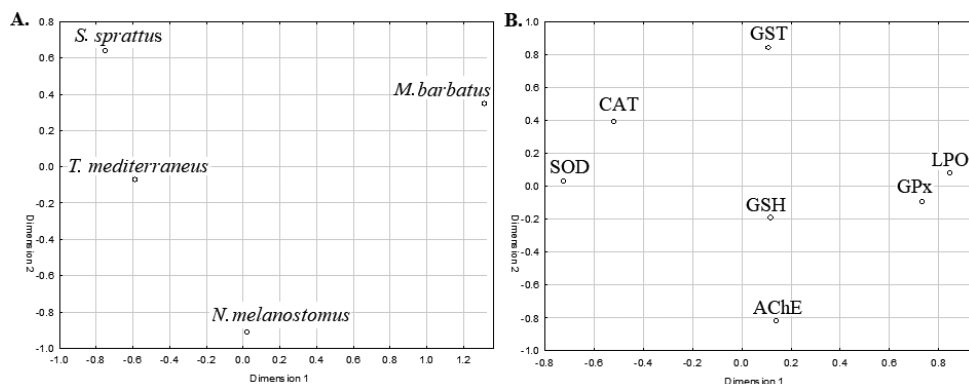 A.
S. sprattus
M.barbatus
T. mediterraneus
N.melanostomus
0.8
0.6
0.4
0.2
0.0
-0.2
-0.4
-0.6
-0.8
-1.0
Dimension 2
-1.0 -0.8 -0.6 -0.4 -0.2 0.0 0.2 0.4 0.6 0.8 1.0 1.2
Dimension 1
B.
GST
CAT
SOD
LPO
GPx
GSH
AChE
1.0
0.8
0.6
0.4
0.2
0.0
-0.2
-0.4
-0.6
-0.8
-1.0
Dimension 2
-0.8 -0.6 -0.4 -0.2 0.0 0.2 0.4 0.6 0.8
Dimension 1